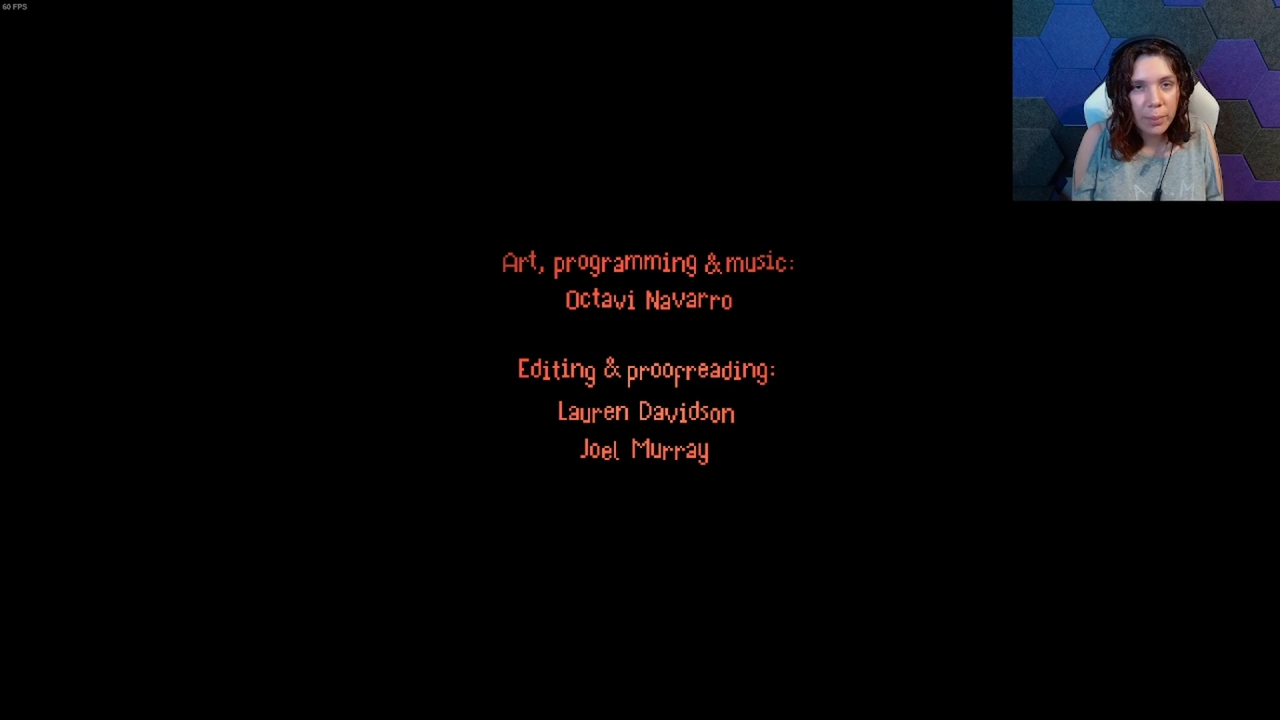 60 FPS
Art, programming & music:
Octavi Navarro
Editing & proofreading:
Lauren Davidson
Joel Murray